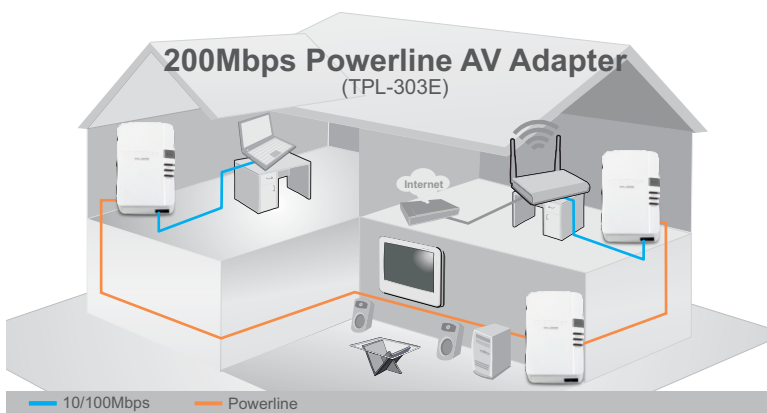 200Mbps Powerline AV Adapter
(TPL-303E)
Internet
10/100Mbps
Powerline